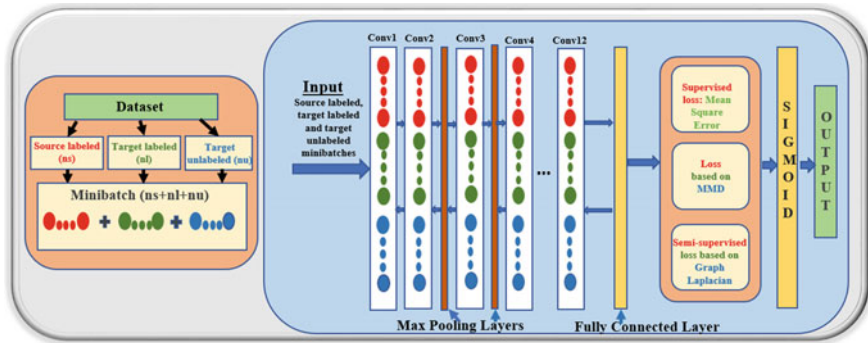 Dataset
Source labeled (ns)
Target labeled (nl)
Target
unlabeled (nu)
Minibatch (ns+nl+nu)
+
+
Input
Source labeled,
target labeled
and target
unlabeled
minibatches
Conv1
Conv2
Conv3
Conv4
Conv12
...
Max Pooling Layers
Fully Connected Layer
Supervised
loss: Mean
Square
Error
Loss
based on
MMD
Semi-supervised
loss based on
Graph
Laplacian
SIGMOID
OUTPUT